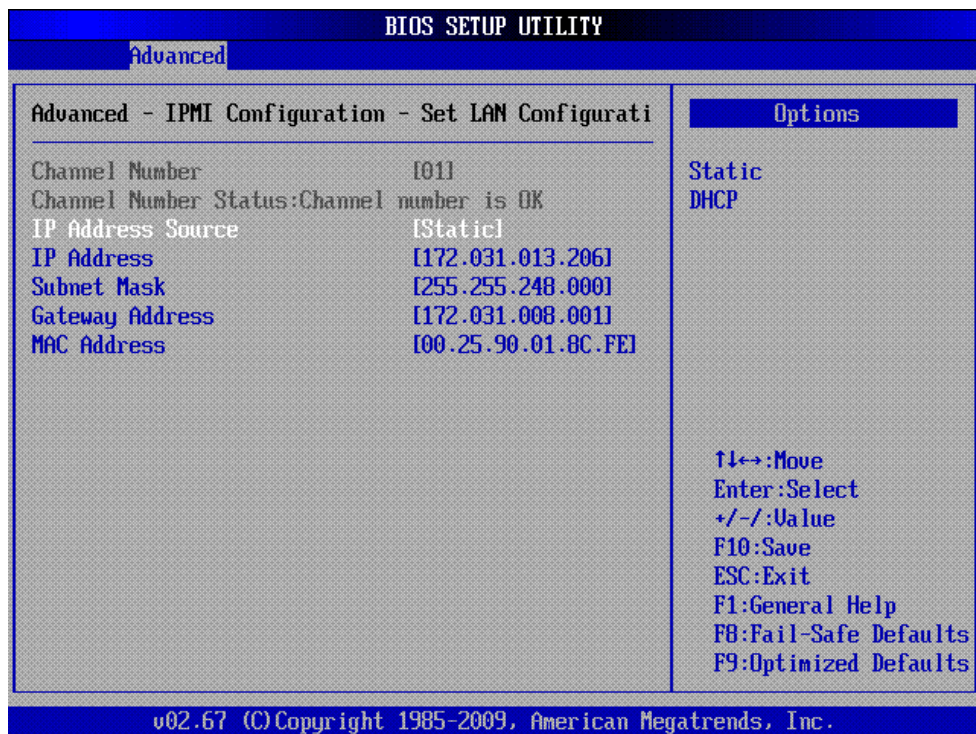 BIOS SETUP UTILITY
Advanced
Advanced - IPMI Configuration - Set LAN Configurati
Channel Number [01]
Channel Number Status:Channel number is OK
IP Address Source [Static]
IP Address [172.031.013.206]
Subnet Mask [255.255.248.000]
Gateway Address [172.031.008.001]
MAC Address [00.25.90.01.8C.FE]
Options
Static
DHCP
↑↓←→:Move
Enter:Select
+/-/:Value
F10:Save
ESC:Exit
F1:General Help
F8:Fail-Safe Defaults
F9:Optimized Defaults
v02.67 (C)Copyright 1985-2009, American Megatrends, Inc.